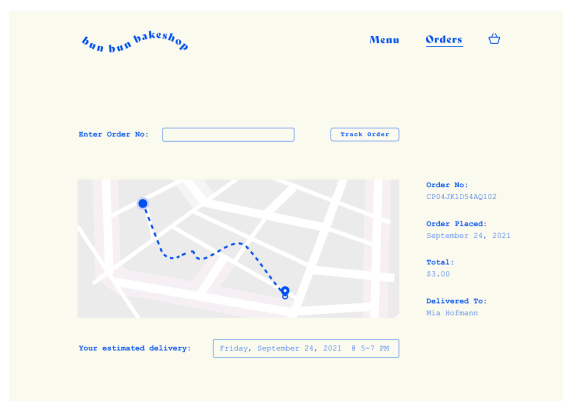 bun bun bakeshop
Menu
Orders
Enter Order No:
Track Order
Order No:
CP04JK1D54AQ102
Order Placed:
September 24, 2021
Total:
$3.00
Delivered To:
Mia Hofmann
Your estimated delivery:
Friday, September 24, 2021 @ 5-7 PM